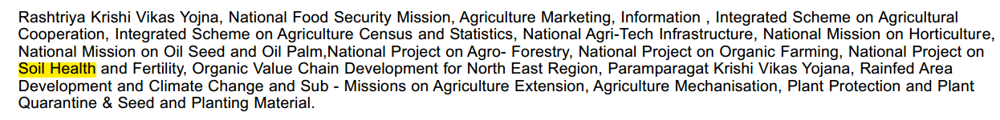 Rashtriya Krishi Vikas Yojna, National Food Security Mission, Agriculture Marketing, Information , Integrated Scheme on Agricultural
Cooperation, Integrated Scheme on Agriculture Census and Statistics, National Agri-Tech Infrastructure, National Mission on Horticulture,
National Mission on Oil Seed and Oil Palm,National Project on Agro- Forestry, National Project on Organic Farming, National Project on
Soil Health and Fertility, Organic Value Chain Development for North East Region, Paramparagat Krishi Vikas Yojana, Rainfed Area
Development and Climate Change and Sub - Missions on Agriculture Extension, Agriculture Mechanisation, Plant Protection and Plant
Quarantine & Seed and Planting Material.